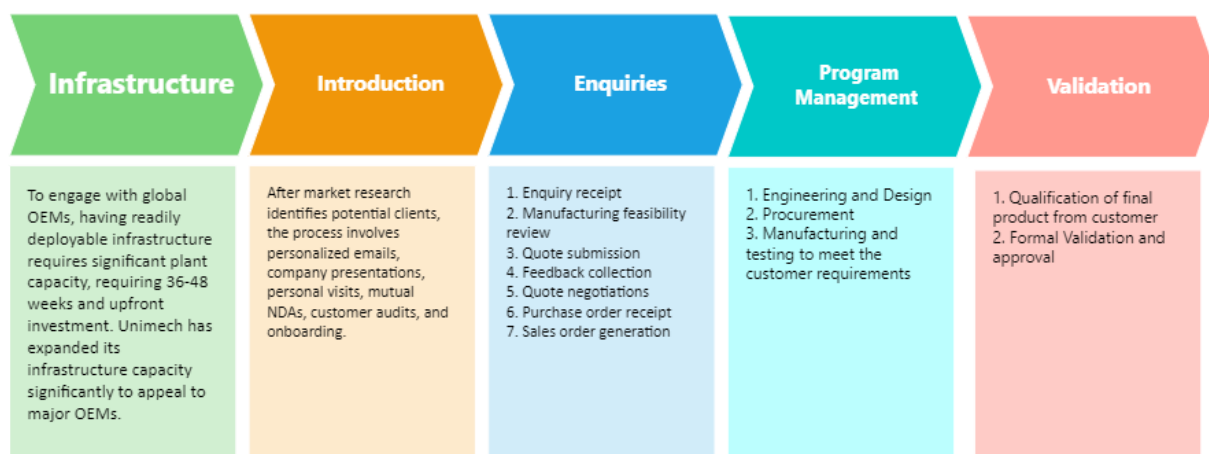 Infrastructure
Introduction
Enquiries
Program
Management
Validation
To engage with global
OEMs, having readily
deployable infrastructure
requires significant plant
capacity, requiring 36-48
weeks and upfront
investment. Unimech has
expanded its
infrastructure capacity
significantly to appeal to
major OEMs.
After market research
identifies potential clients,
the process involves
personalized emails,
company presentations,
personal visits, mutual
NDAs, customer audits, and
onboarding.
1. Enquiry receipt
2. Manufacturing feasibility
review
3. Quote submission
4. Feedback collection
5. Quote negotiations
6. Purchase order receipt
7. Sales order generation
1. Engineering and Design
2. Procurement
3. Manufacturing and
testing to meet the
customer requirements
1. Qualification of final
product from customer
2. Formal Validation and
approval